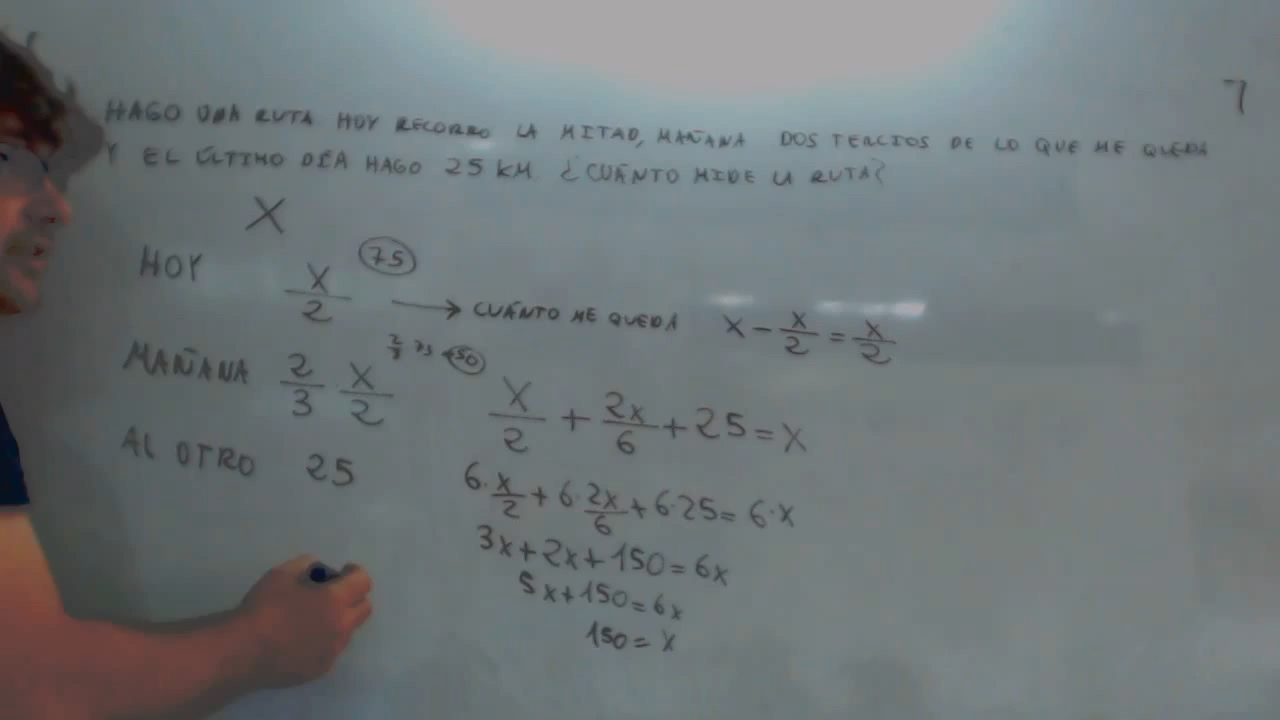 7
HAGO UNA RUTA HOY RECORRO LA MITAD, MAÑANA DOS TERCIOS DE LO QUE ME QUEDA
Y EL ÚLTIMO DÍA HAGO 25 KM ¿CUÁNTO MIDE LA RUTA?
X
HOY x/2 75 → CUÁNTO ME QUEDA x - x/2 = x/2
MAÑANA 2/3 · x/2 2/3 75 = 50
x/2 + 2x/6 + 25 = x
AL OTRO 25
6·x/2 + 6·2x/6 + 6·25 = 6·x
3x + 2x + 150 = 6x
5x + 150 = 6x
150 = x